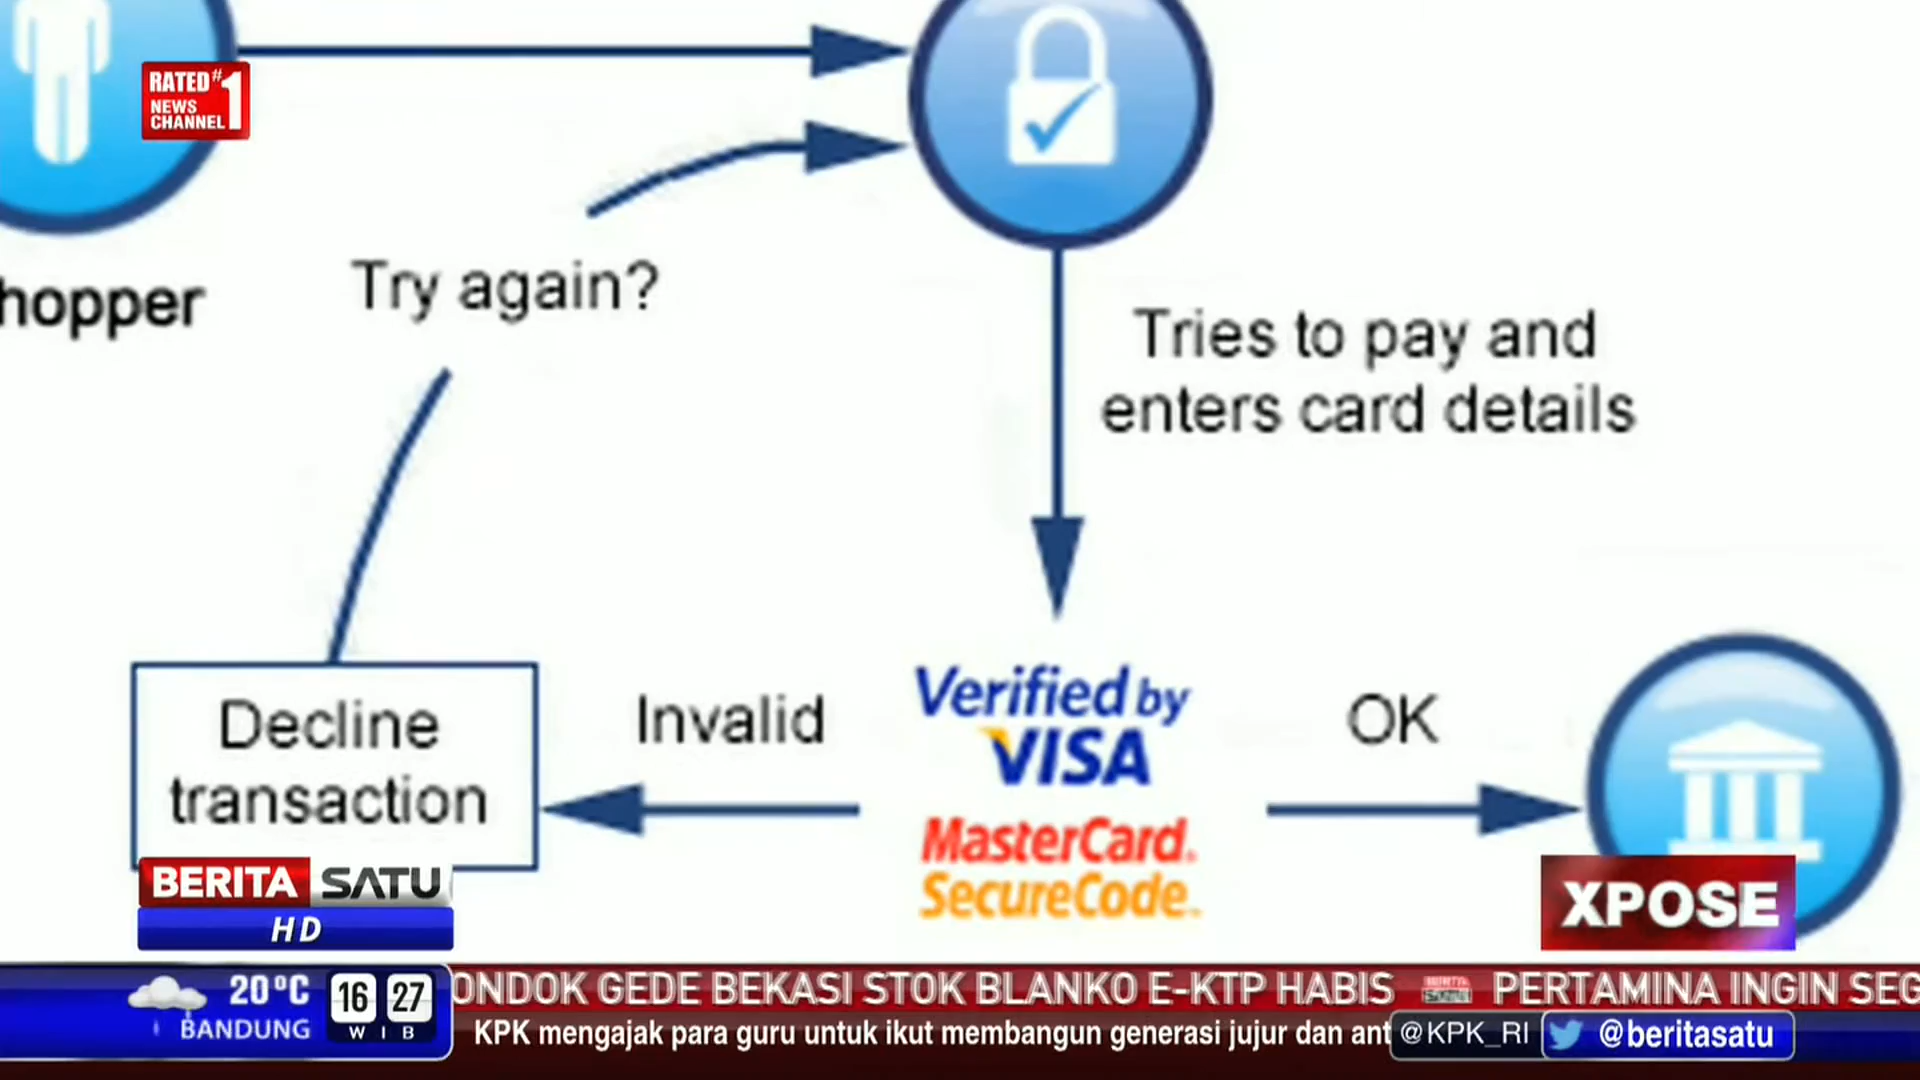 RATED #1
NEWS
CHANNEL
hopper
Try again?
Tries to pay and
enters card details
Decline
transaction
Invalid
Verified by
VISA
MasterCard.
SecureCode.
OK
BERITA SATU
HD
XPOSE
20°C
BANDUNG
16 27
WIB
ONDOK GEDE BEKASI STOK BLANKO E-KTP HABIS
PERTAMINA INGIN SEG
KPK mengajak para guru untuk ikut membangun generasi jujur dan ant
@KPK_RI
@beritasatu